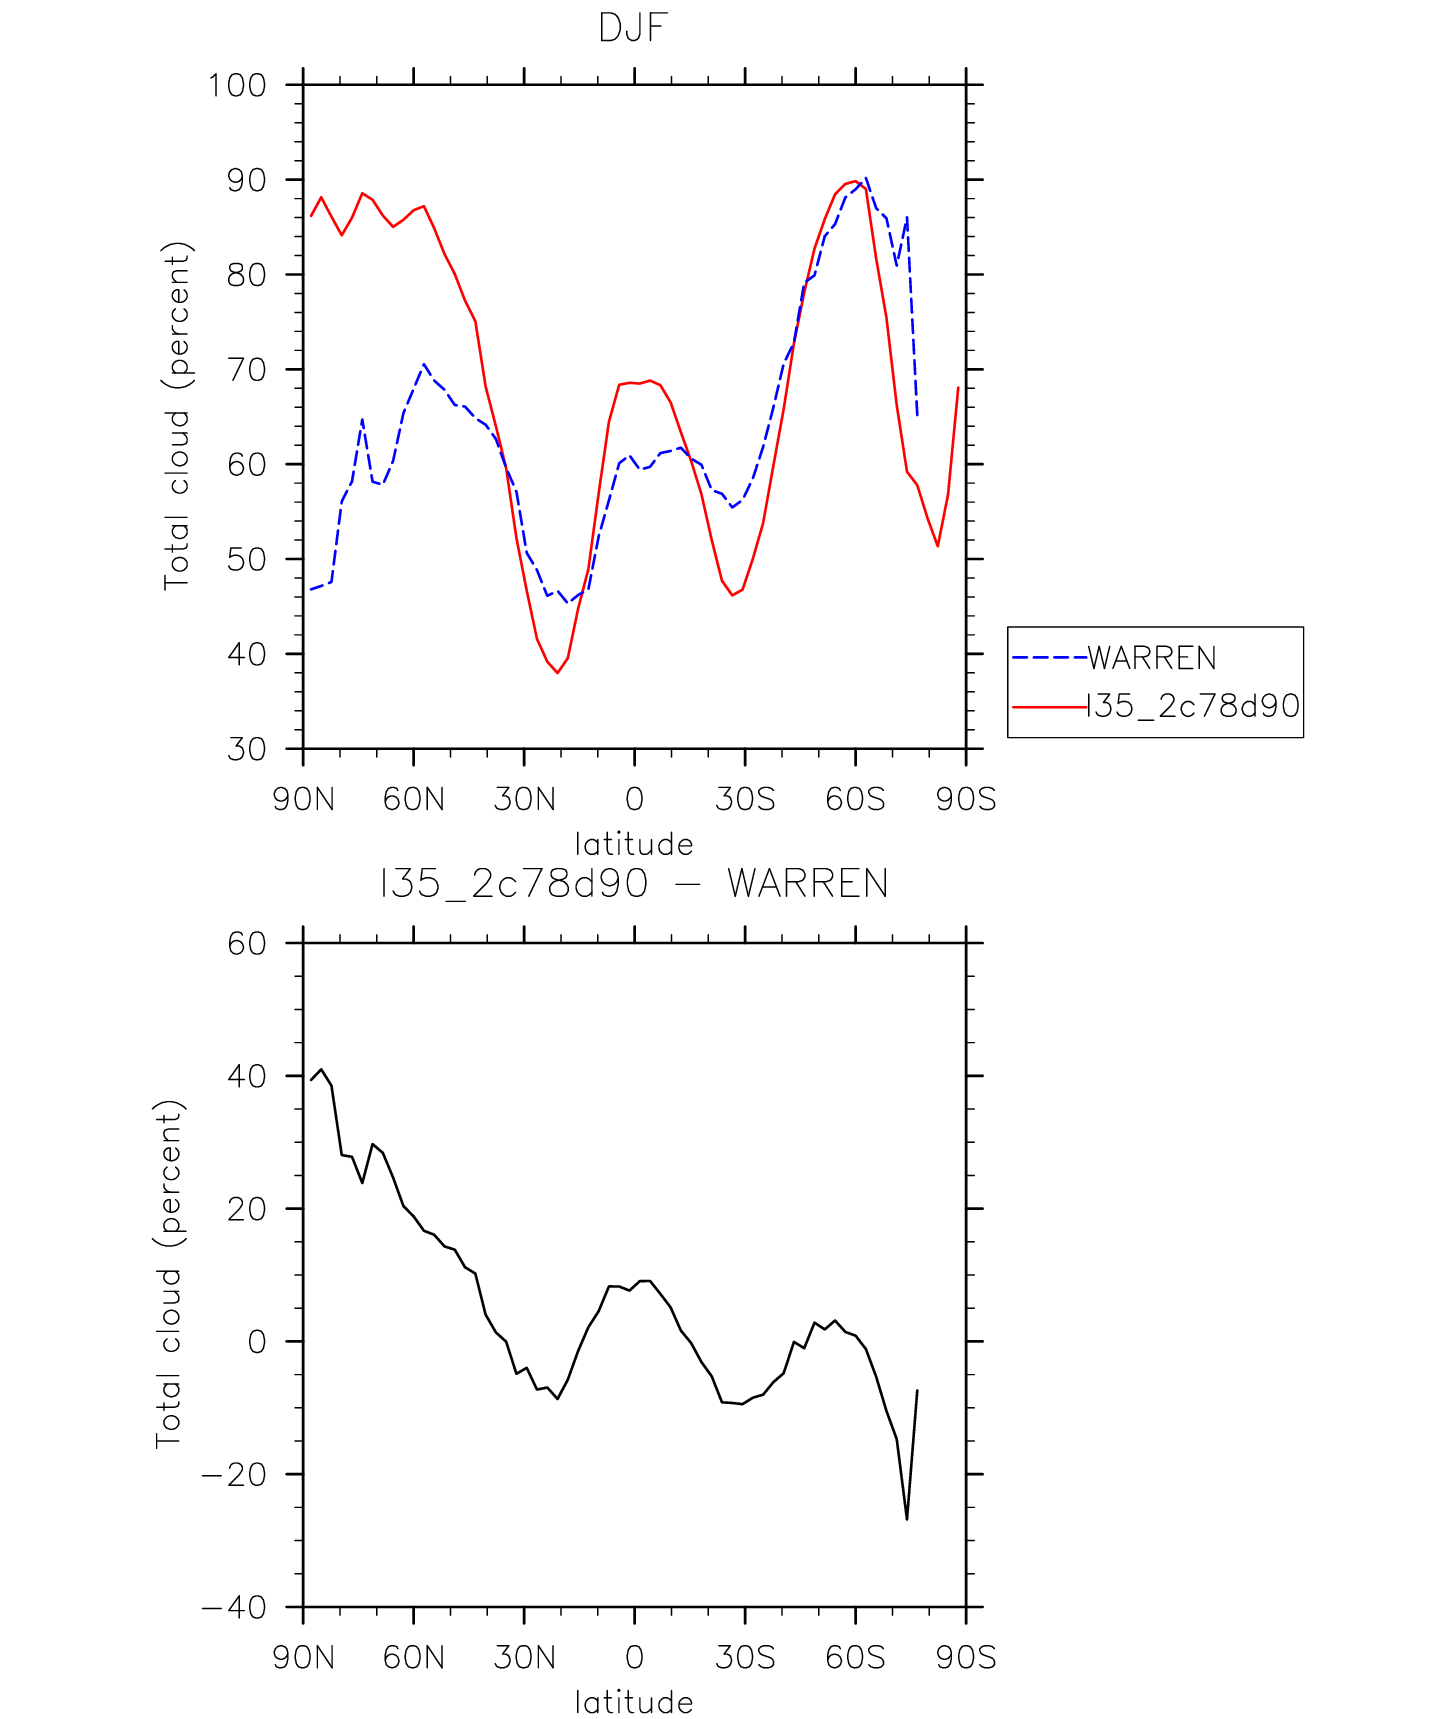 DJF
100
90
80
70
60
50
40
30
Total cloud (percent)
90N 60N 30N 0 30S 60S 90S
latitude
WARREN
I35_2c78d90
I35_2c78d90 − WARREN
60
40
20
0
−20
−40
Total cloud (percent)
90N 60N 30N 0 30S 60S 90S
latitude